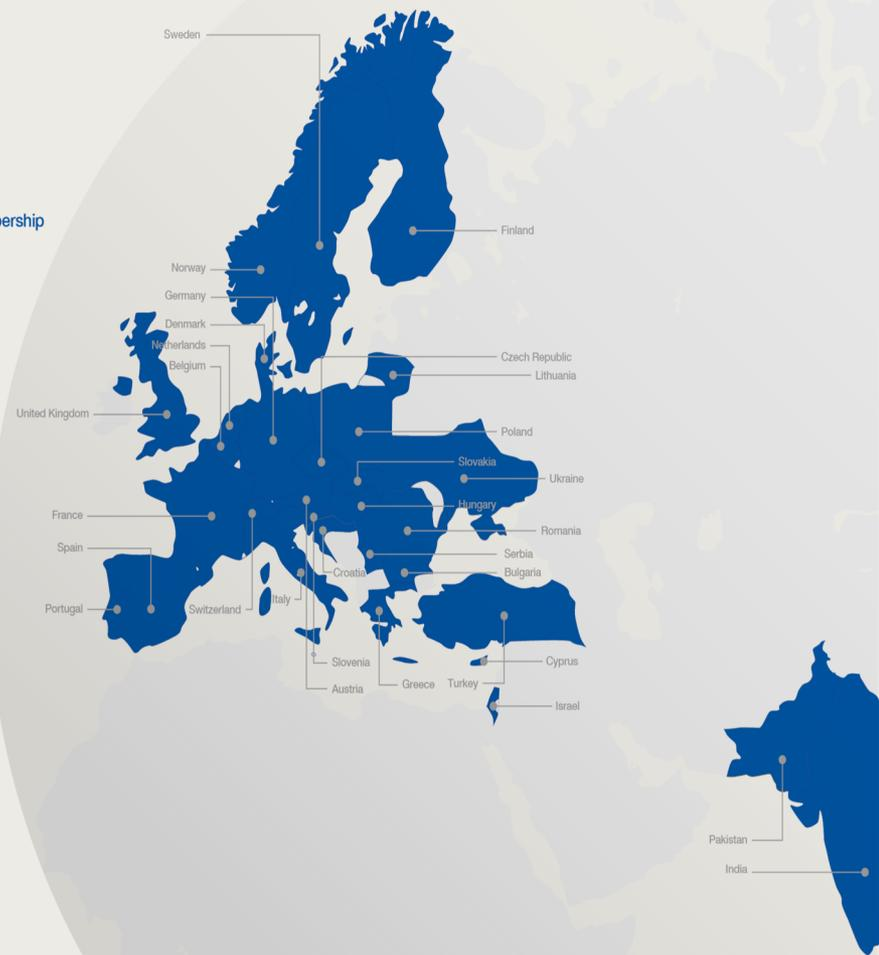 Sweden
bership
Finland
Norway
Germany
Denmark
Netherlands
Belgium
Czech Republic
Lithuania
United Kingdom
Poland
Slovakia
Ukraine
Hungary
France
Romania
Spain
Serbia
Croatia
Bulgaria
Italy
Portugal
Switzerland
Slovenia
Cyprus
Greece
Turkey
Austria
Israel
Pakistan
India